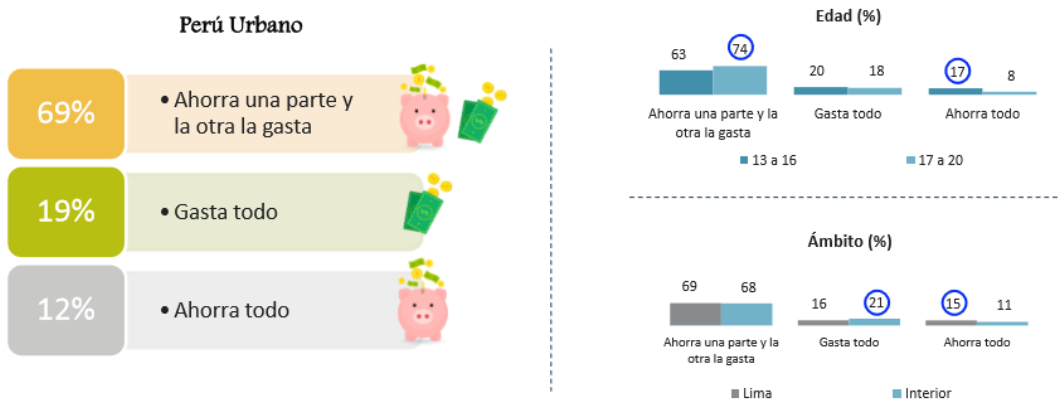 Perú Urbano
69%
• Ahorra una parte y
la otra la gasta
19%
• Gasta todo
12%
• Ahorra todo
Edad (%)
63 74 20 18 17 8
Ahorra una parte y la otra la gasta Gasta todo Ahorra todo
13 a 16 17 a 20
Ámbito (%)
69 68 16 21 15 11
Ahorra una parte y la Gasta todo Ahorra todo
otra la gasta
Lima Interior